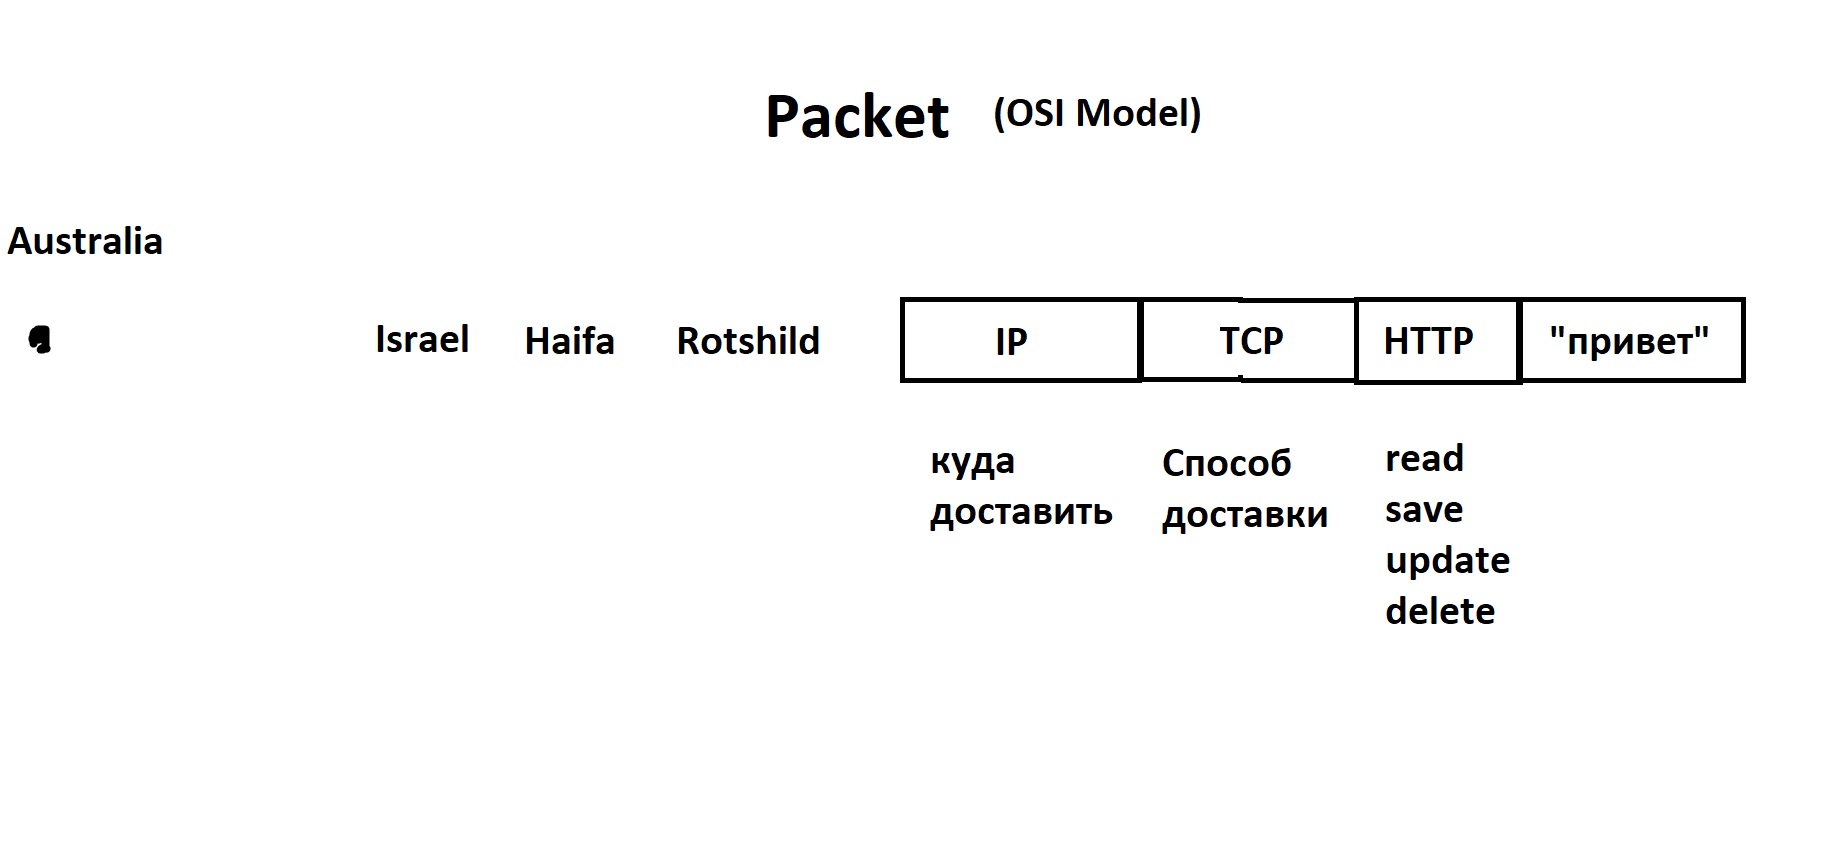 Packet (OSI Model)
Australia
Israel Haifa Rotshild IP TCP HTTP "привет"
куда
доставить
Способ
доставки
read
save
update
delete